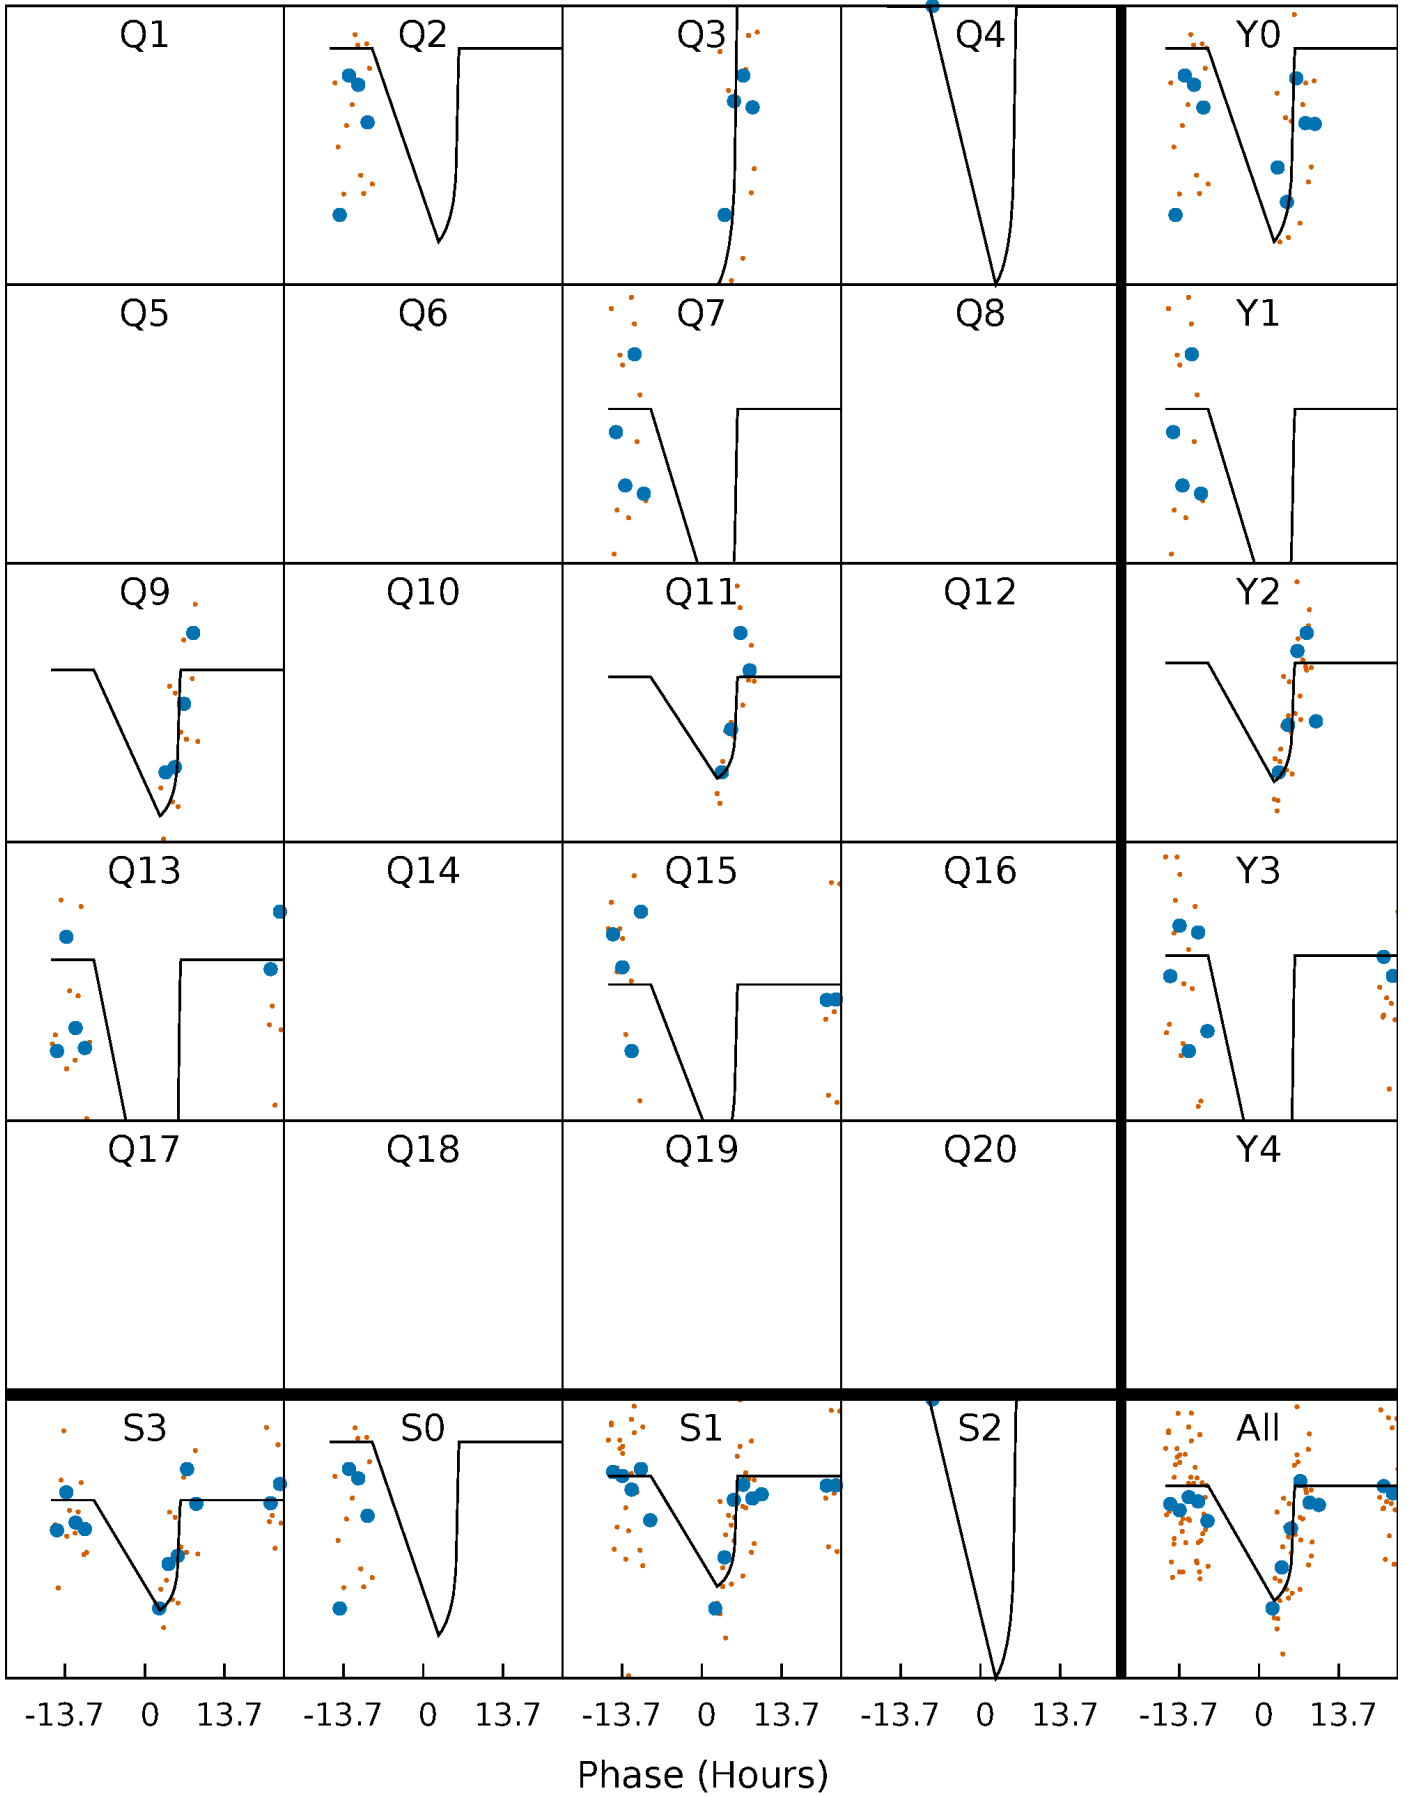 Q1 Q2 Q3 Q4 Y0
Q5 Q6 Q7 Q8 Y1
Q9 Q10 Q11 Q12 Y2
Q13 Q14 Q15 Q16 Y3
Q17 Q18 Q19 Q20 Y4
S3 S0 S1 S2 All
-13.7 0 13.7 -13.7 0 13.7 -13.7 0 13.7 -13.7 0 13.7 -13.7 0 13.7
Phase (Hours)